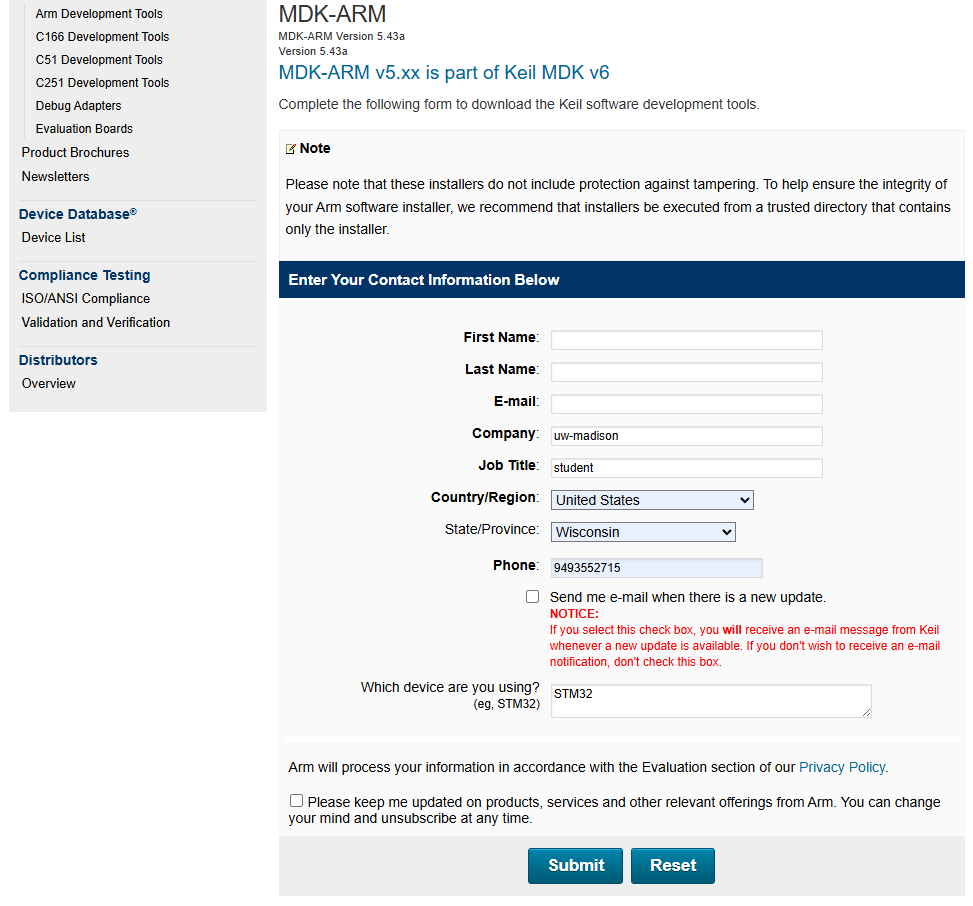 Arm Development Tools
C166 Development Tools
C51 Development Tools
C251 Development Tools
Debug Adapters
Evaluation Boards
Product Brochures
Newsletters
Device Database®
Device List
Compliance Testing
ISO/ANSI Compliance
Validation and Verification
Distributors
Overview
MDK-ARM
MDK-ARM Version 5.43a
Version 5.43a
MDK-ARM v5.xx is part of Keil MDK v6
Complete the following form to download the Keil software development tools.
Note
Please note that these installers do not include protection against tampering. To help ensure the integrity of
your Arm software installer, we recommend that installers be executed from a trusted directory that contains
only the installer.
Enter Your Contact Information Below
First Name:
Last Name:
E-mail:
Company: uw-madison
Job Title: student
Country/Region: United States
State/Province: Wisconsin
Phone: 9493552715
Send me e-mail when there is a new update.
NOTICE:
If you select this check box, you will receive an e-mail message from Keil
whenever a new update is available. If you don't wish to receive an e-mail
notification, don't check this box.
Which device are you using? STM32
(eg, STM32)
Arm will process your information in accordance with the Evaluation section of our Privacy Policy.
Please keep me updated on products, services and other relevant offerings from Arm. You can change
your mind and unsubscribe at any time.
Submit Reset